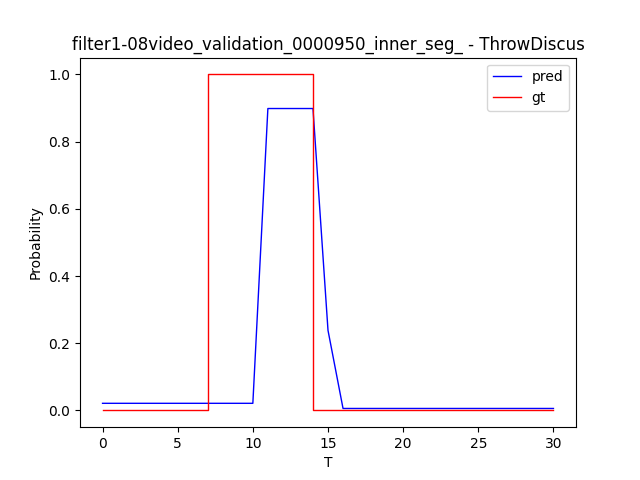 filter1-08video_validation_0000950_inner_seg_ - ThrowDiscus
pred
gt
Probability
1.0
0.8
0.6
0.4
0.2
0.0
0 5 10 15 20 25 30
T